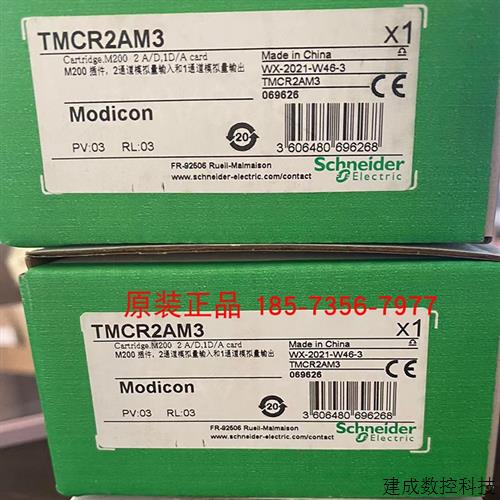 TMCR2AM3
X1
Cartridge,M200 2 A/D,1D/A card
M200 插件，2通道模拟量输入和1通道模拟量输出
Made in China
WX-2021-W46-3
TMCR2AM3
069626
CE
Modicon
PV:03 RL:03
20
3 606480 696268
FR-92506 Rueil-Malmaison
www.schneider-electric.com/contact
Schneider
Electric
原装正品 185-7356-7977
TMCR2AM3
X1
Cartridge,M200 2 A/D,1D/A card
M200 插件，2通道模拟量输入和1通道模拟量输出
Made in China
WX-2021-W46-3
TMCR2AM3
069626
CE
Modicon
PV:03 RL:03
20
3 606480 696268
FR-92506 Rueil-Malmaison
www.schneider-electric.com/contact
Schneider
Electric
建成数控科技